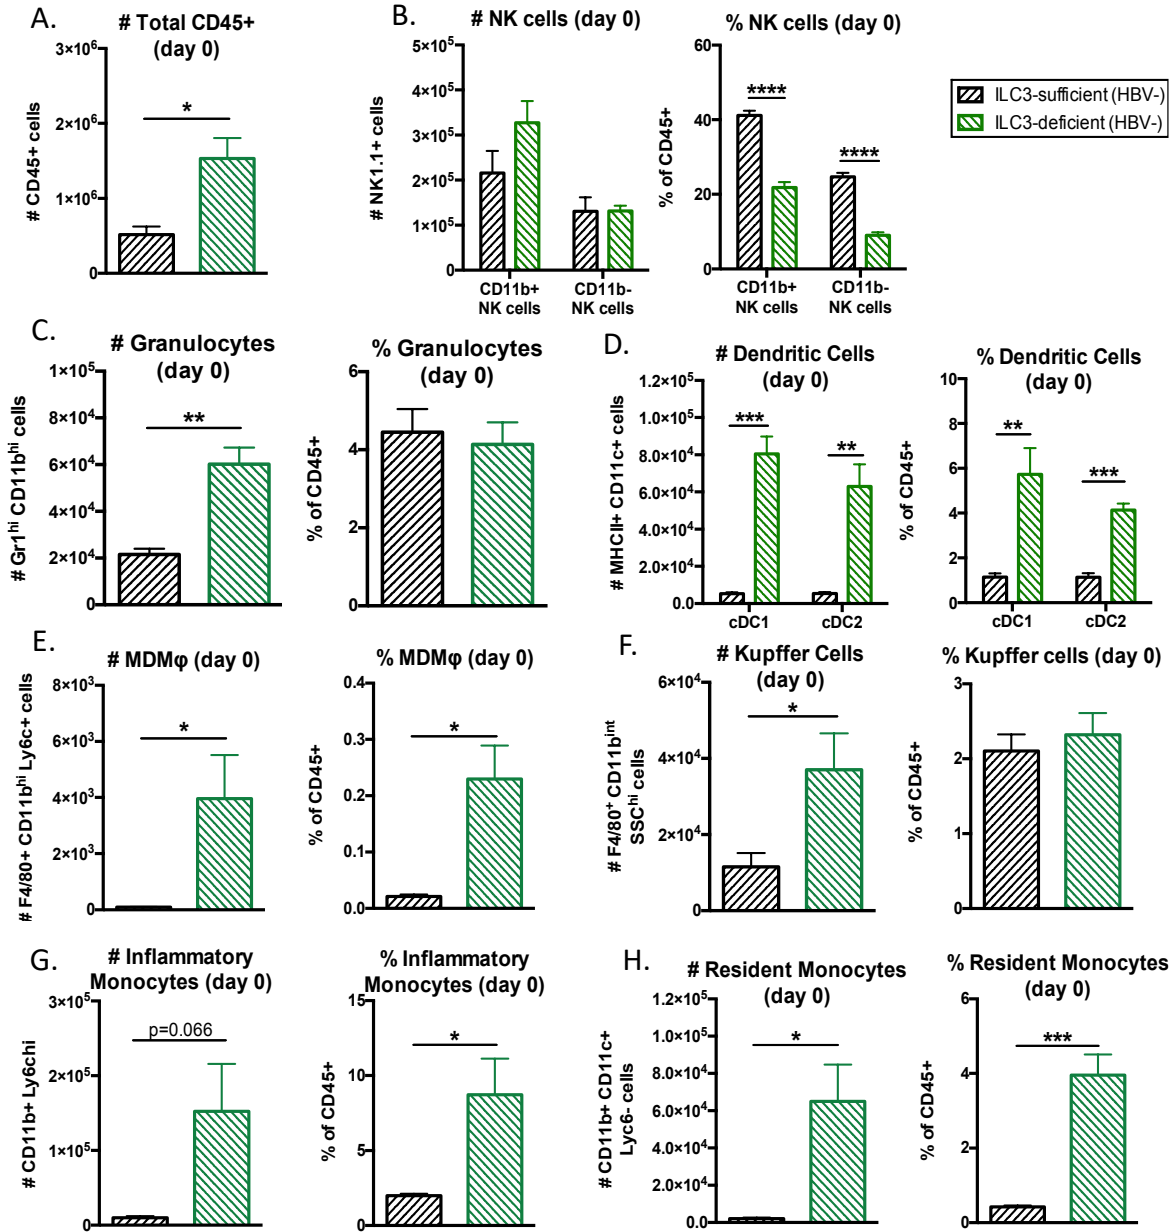 A.
# Total CD45+
(day 0)
# CD45+ cells
3×10⁶
2×10⁶
1×10⁶
0
*
B.
# NK cells (day 0)
# NK1.1+ cells
5×10⁵
4×10⁵
3×10⁵
2×10⁵
1×10⁵
0
CD11b+
NK cells
CD11b-
NK cells
% NK cells (day 0)
% of CD45+
60
40
20
0
****
****
CD11b+
NK cells
CD11b-
NK cells
ILC3-sufficient (HBV-)
ILC3-deficient (HBV-)
C.
# Granulocytes
(day 0)
# Gr1ʰⁱ CD11bʰⁱ cells
1×10⁵
8×10⁴
6×10⁴
4×10⁴
2×10⁴
0
**
% Granulocytes
(day 0)
% of CD45+
6
4
2
0
D.
# Dendritic Cells
(day 0)
# MHCII+ CD11c+ cells
1.2×10⁵
1.0×10⁵
8.0×10⁴
6.0×10⁴
4.0×10⁴
2.0×10⁴
0.0
***
**
cDC1
cDC2
% Dendritic Cells
(day 0)
% of CD45+
10
8
6
4
2
0
**
***
cDC1
cDC2
E.
# MDMφ (day 0)
# F4/80+ CD11bʰⁱ Ly6c+ cells
8×10³
6×10³
4×10³
2×10³
0
*
% MDMφ (day 0)
% of CD45+
0.4
0.3
0.2
0.1
0.0
*
F.
# Kupffer Cells
(day 0)
# F4/80⁺ CD11bⁱⁿᵗ
SSCʰⁱ cells
6×10⁴
4×10⁴
2×10⁴
0
*
% Kupffer cells (day 0)
% of CD45+
3
2
1
0
G.
# Inflammatory
Monocytes (day 0)
# CD11b+ Ly6chi
3×10⁵
2×10⁵
1×10⁵
0
p=0.066
% Inflammatory
Monocytes (day 0)
% of CD45+
15
10
5
0
*
H.
# Resident Monocytes
(day 0)
# CD11b+ CD11c+
Lyc6- cells
1.2×10⁵
1.0×10⁵
8.0×10⁴
6.0×10⁴
4.0×10⁴
2.0×10⁴
0
*
% Resident Monocytes
(day 0)
% of CD45+
6
4
2
0
***